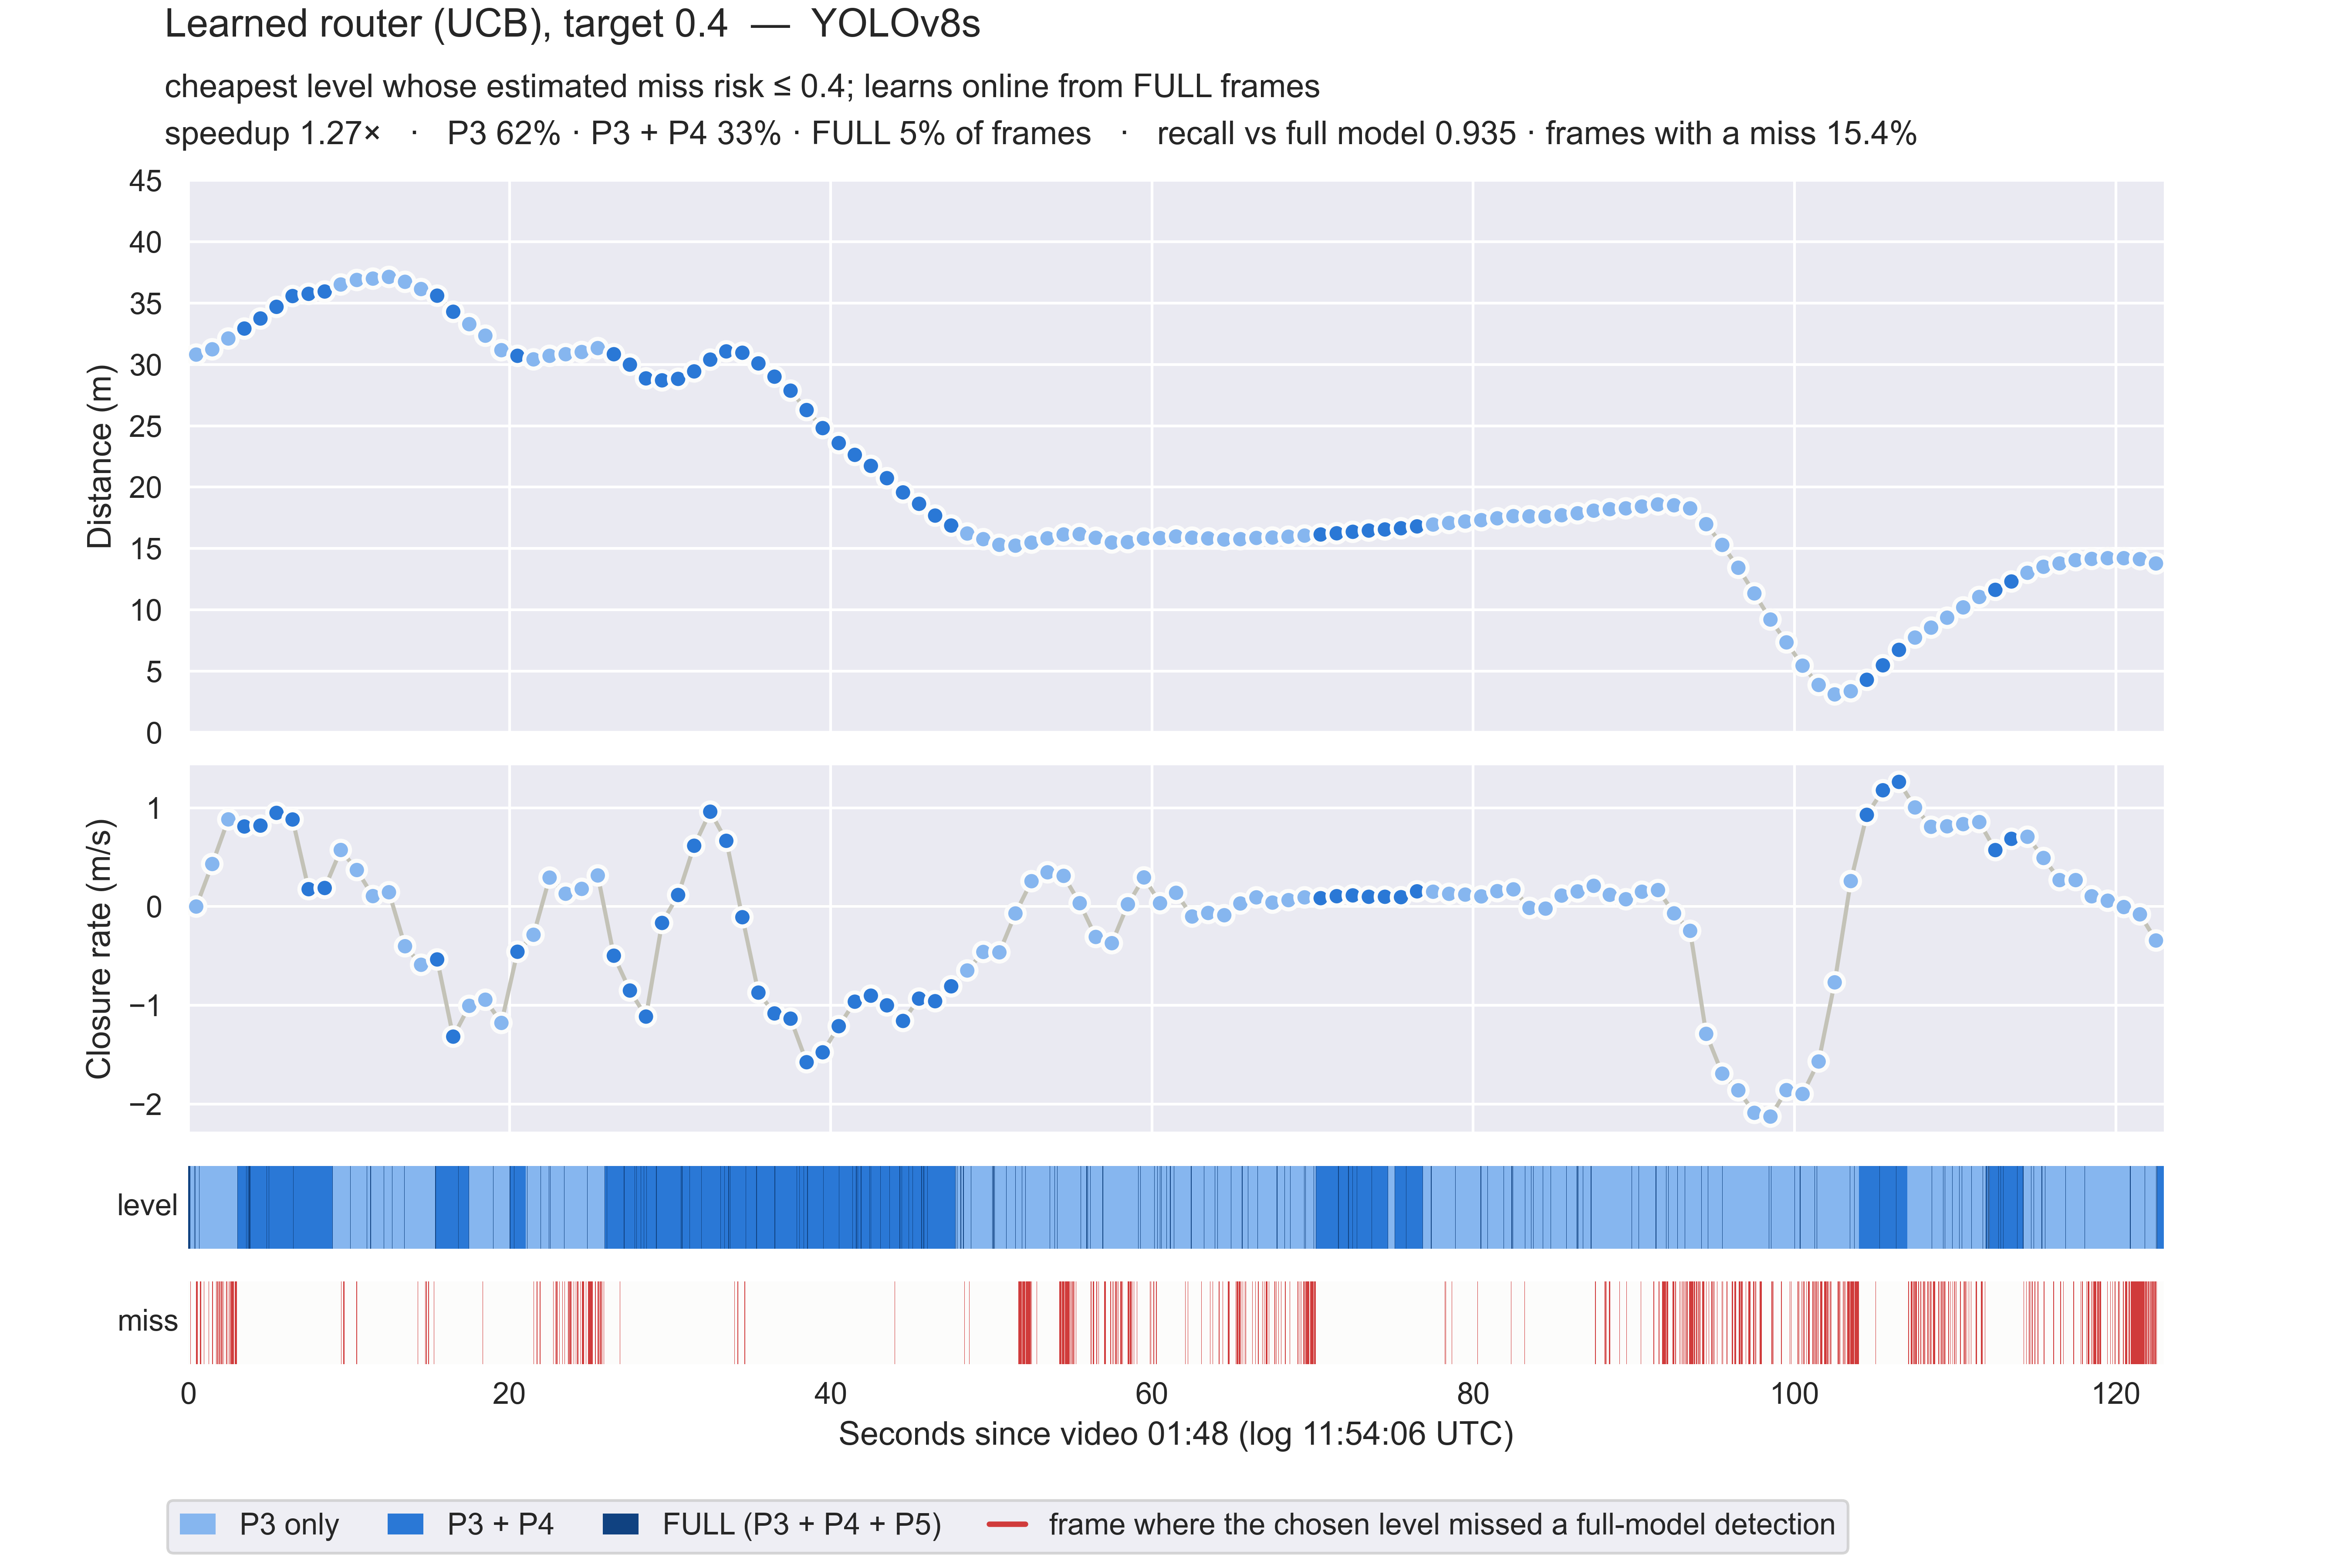 Learned router (UCB), target 0.4 — YOLOv8s
cheapest level whose estimated miss risk ≤ 0.4; learns online from FULL frames
speedup 1.27× · P3 62% · P3 + P4 33% · FULL 5% of frames · recall vs full model 0.935 · frames with a miss 15.4%
45
40
35
30
25
20
15
10
5
0
Distance (m)
1
0
−1
−2
Closure rate (m/s)
level
miss
0 20 40 60 80 100 120
Seconds since video 01:48 (log 11:54:06 UTC)
P3 only P3 + P4 FULL (P3 + P4 + P5) frame where the chosen level missed a full-model detection